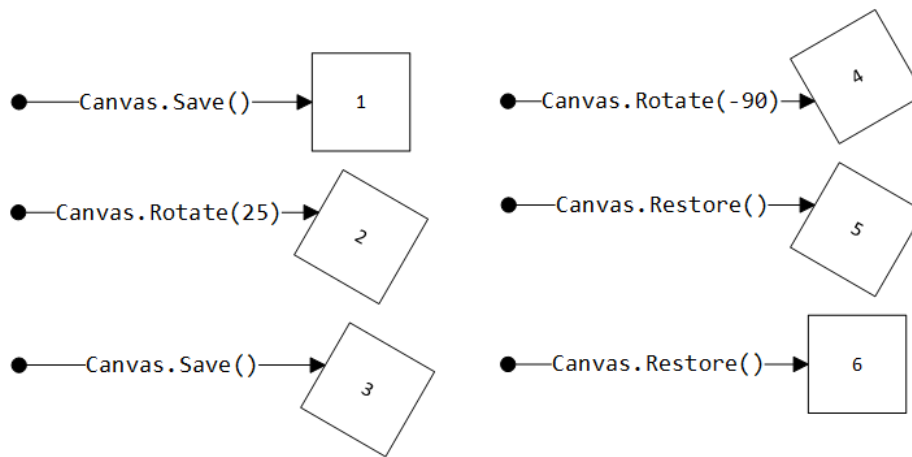 Canvas.Save()
1
Canvas.Rotate(25)
2
Canvas.Save()
3
Canvas.Rotate(-90)
4
Canvas.Restore()
5
Canvas.Restore()
6